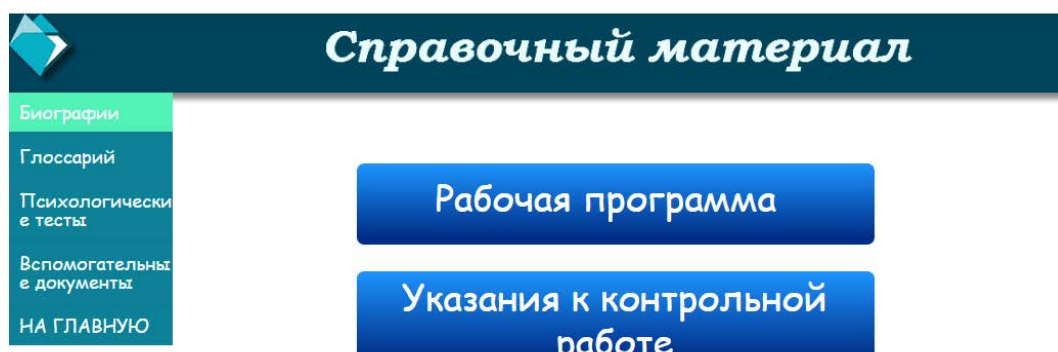 Справочный материал
Биографии
Глоссарий
Психологически
е тесты
Вспомогательны
е документы
НА ГЛАВНУЮ
Рабочая программа
Указания к контрольной
работе